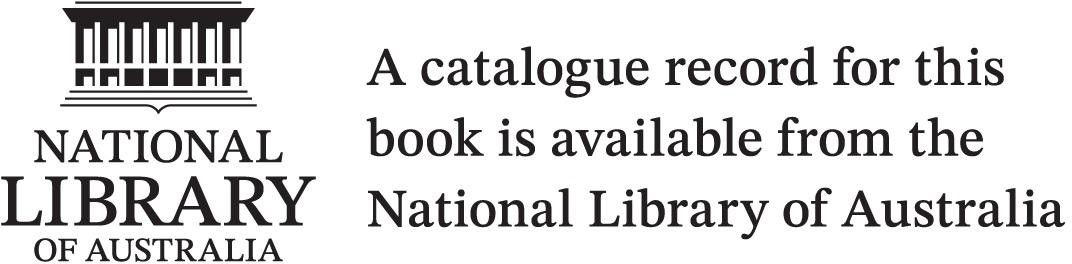 NATIONAL
LIBRARY
OF AUSTRALIA
A catalogue record for this
book is available from the
National Library of Australia